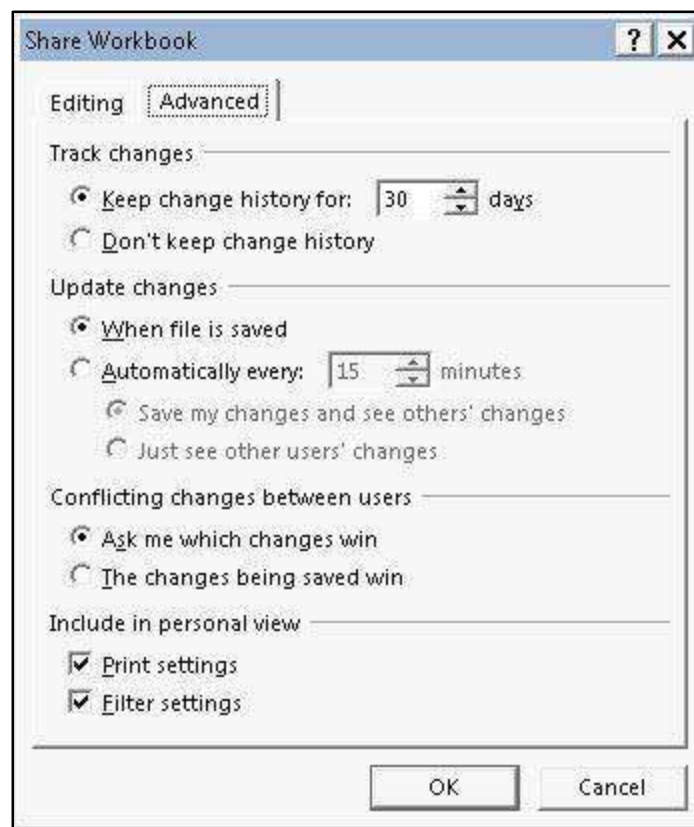 Share Workbook ?
Editing Advanced
Track changes
Keep change history for: 30 days
Don't keep change history
Update changes
When file is saved
Automatically every: 15 minutes
Save my changes and see others' changes
Just see other users' changes
Conflicting changes between users
Ask me which changes win
The changes being saved win
Include in personal view
Print settings
Filter settings
OK Cancel